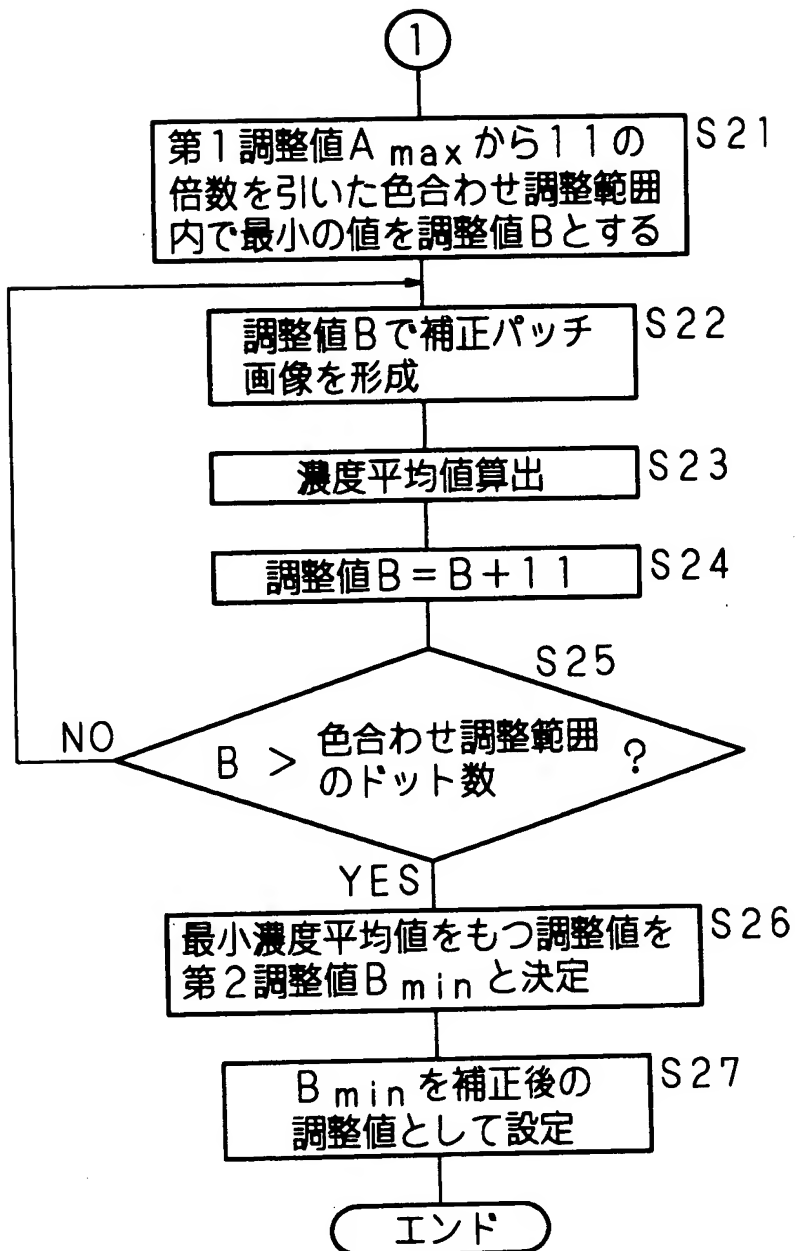 1
第1調整値A max から11の
倍数を引いた色合わせ調整範囲
内で最小の値を調整値Bとする
S21
調整値Bで補正パッチ
画像を形成
S22
濃度平均値算出
S23
調整値B=B+11
S24
S25
NO
B > 色合わせ調整範囲
のドット数 ?
YES
最小濃度平均値をもつ調整値を
第2調整値B min と決定
S26
B min を補正後の
調整値として設定
S27
エンド